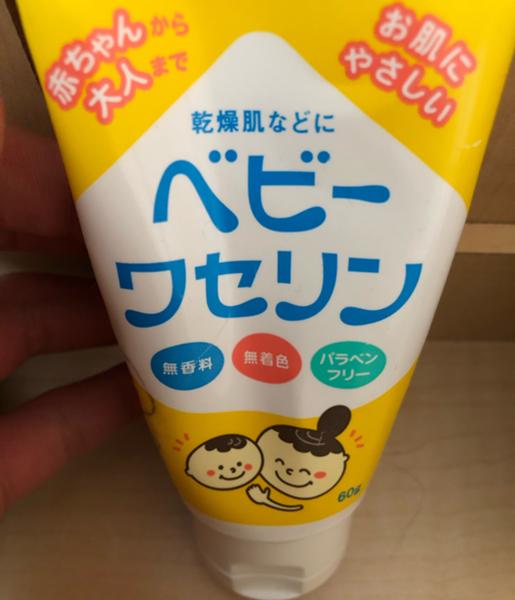 赤ちゃんから
大人まで
お肌に
やさしい
乾燥肌などに
ベビー
ワセリン
無香料
無着色
パラベン
フリー
60g